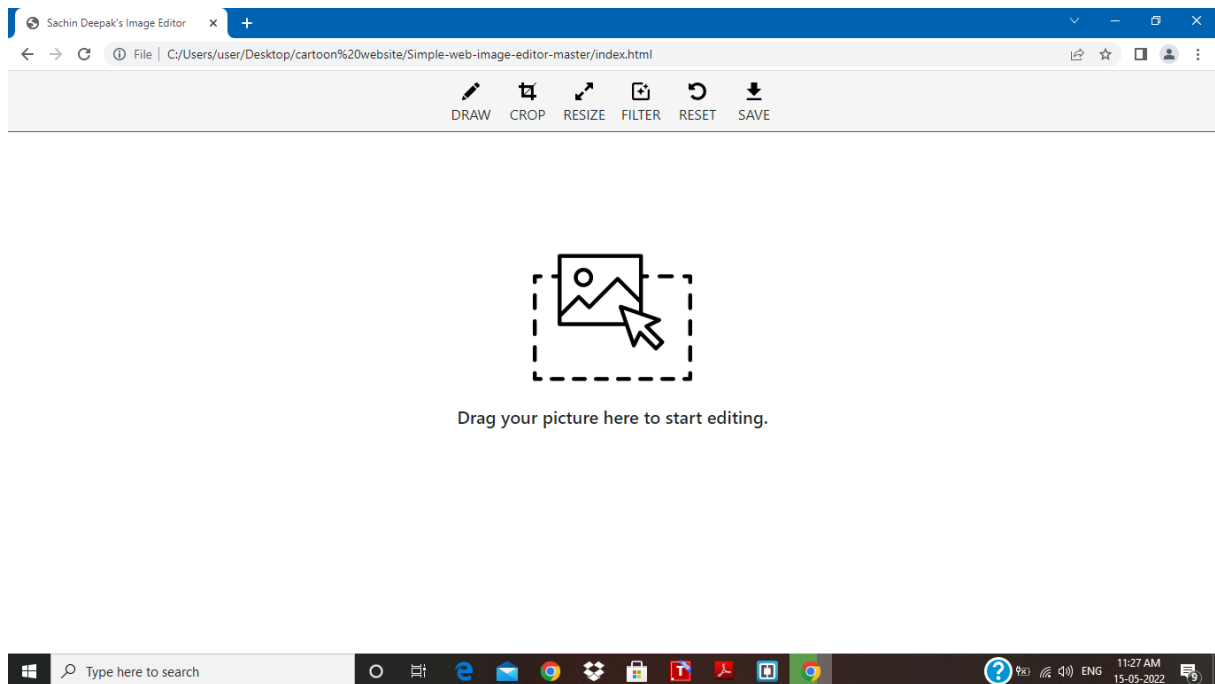 Sachin Deepak's Image Editor
File | C:/Users/user/Desktop/cartoon%20website/Simple-web-image-editor-master/index.html
DRAW CROP RESIZE FILTER RESET SAVE
Drag your picture here to start editing.
Type here to search
ENG
11:27 AM
15-05-2022
9